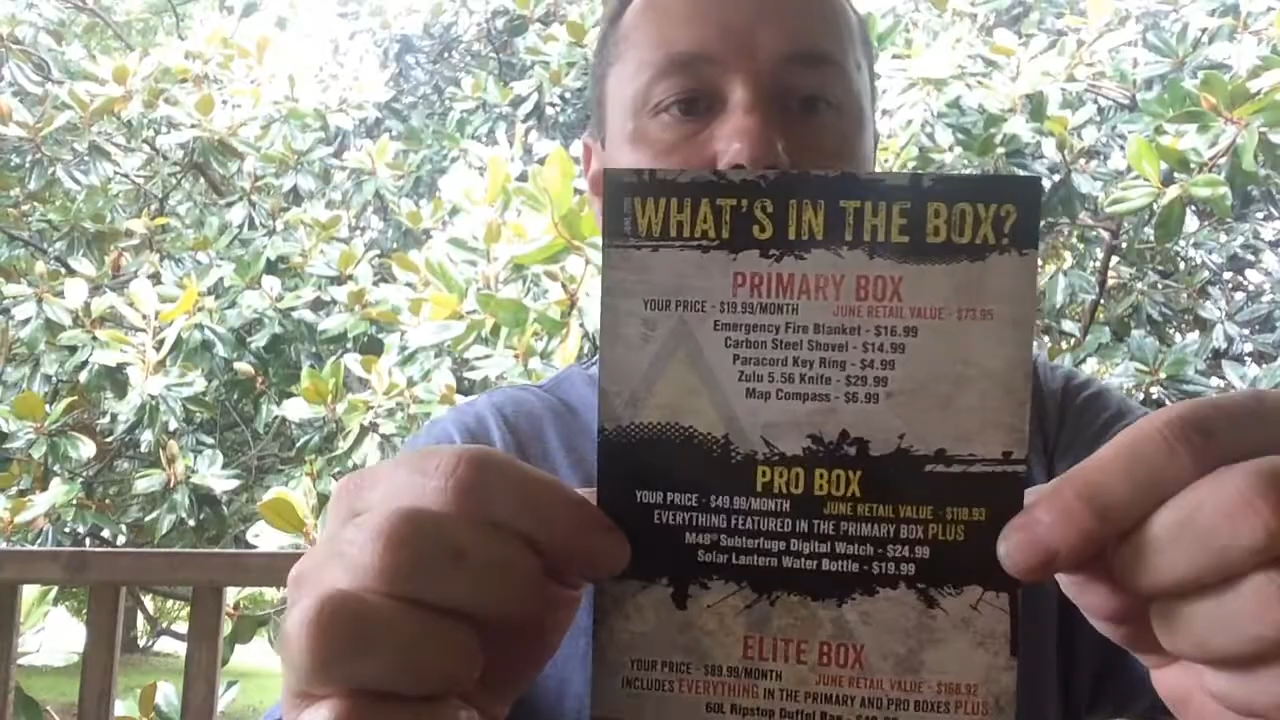 WHAT'S IN THE BOX?
PRIMARY BOX
YOUR PRICE - $19.99/MONTH JUNE RETAIL VALUE - $73.95
Emergency Fire Blanket - $16.99
Carbon Steel Shovel - $14.99
Paracord Key Ring - $4.99
Zulu 5.56 Knife - $29.99
Map Compass - $6.99
PRO BOX
YOUR PRICE - $49.99/MONTH JUNE RETAIL VALUE - $118.93
EVERYTHING FEATURED IN THE PRIMARY BOX PLUS
M48® Subterfuge Digital Watch - $24.99
Solar Lantern Water Bottle - $19.99
ELITE BOX
YOUR PRICE - $89.99/MONTH JUNE RETAIL VALUE - $168.92
INCLUDES EVERYTHING IN THE PRIMARY AND PRO BOXES PLUS
60L Ripstop Duffel Bag -